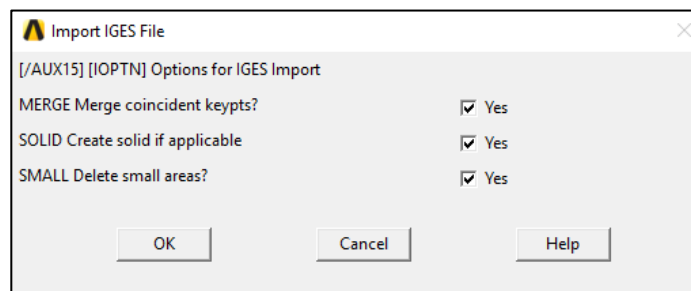 Import IGES File
[/AUX15] [IOPTN] Options for IGES Import
MERGE Merge coincident keypts? Yes
SOLID Create solid if applicable Yes
SMALL Delete small areas? Yes
OK Cancel Help